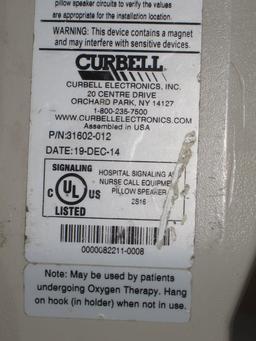 pillow speaker circuits to verify the values
are appropriate for the installation location.
WARNING: This device contains a magnet
and may interfere with sensitive devices.
CURBELL
CURBELL ELECTRONICS, INC.
20 CENTRE DRIVE
ORCHARD PARK, NY 14127
1-800-235-7500
WWW.CURBELLELECTRONICS.COM
Assembled in USA
P/N:31602-012
DATE:19-DEC-14
SIGNALING
C UL US
LISTED
HOSPITAL SIGNALING A
NURSE CALL EQUIPME
PILLOW SPEAKER
2S16
0000082211-0008
Note: May be used by patients
undergoing Oxygen Therapy. Hang
on hook (in holder) when not in use.